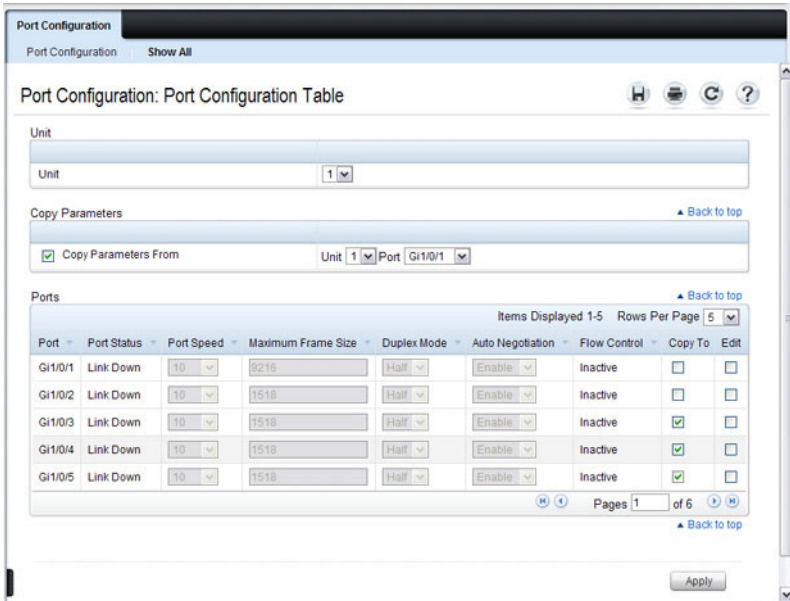 Port Configuration
Port Configuration Show All
Port Configuration: Port Configuration Table
?
Unit
Unit 1
Copy Parameters ▲ Back to top
Copy Parameters From Unit 1 Port Gi1/0/1
Ports ▲ Back to top
Items Displayed 1-5 Rows Per Page 5
Port Port Status Port Speed Maximum Frame Size Duplex Mode Auto Negotiation Flow Control Copy To Edit
Gi1/0/1 Link Down 10 9216 Half Enable Inactive
Gi1/0/2 Link Down 10 1518 Half Enable Inactive
Gi1/0/3 Link Down 10 1518 Half Enable Inactive
Gi1/0/4 Link Down 10 1518 Half Enable Inactive
Gi1/0/5 Link Down 10 1518 Half Enable Inactive
Pages 1 of 6
▲ Back to top
Apply